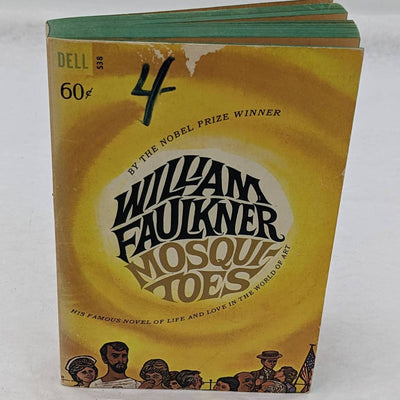 DELL
S38
60¢
4
BY THE NOBEL PRIZE WINNER
WILLIAM
FAULKNER
MOSQUI-
TOES
HIS FAMOUS NOVEL OF LIFE AND LOVE IN THE WORLD OF ART